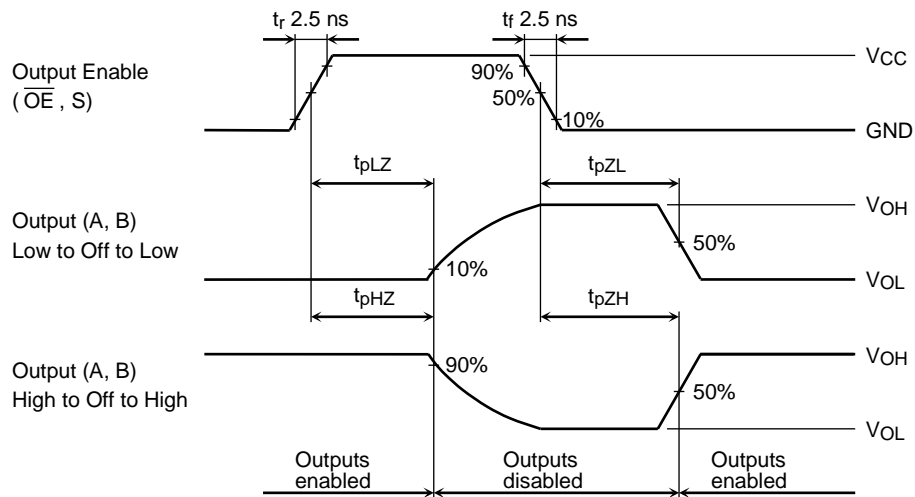 tr 2.5 ns
tf 2.5 ns
Output Enable
( OE , S)
90%
50%
10%
VCC
GND
tpLZ
tpZL
Output (A, B)
Low to Off to Low
10%
50%
VOH
VOL
tpHZ
tpZH
Output (A, B)
High to Off to High
90%
50%
VOH
VOL
Outputs
enabled
Outputs
disabled
Outputs
enabled